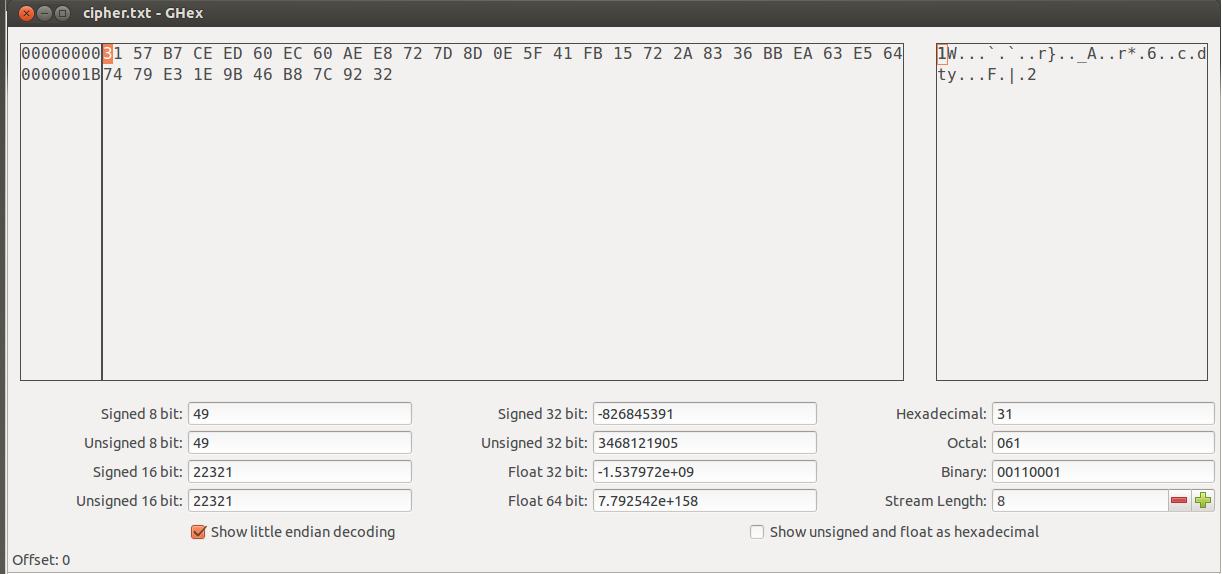 cipher.txt - GHex
00000000 31 57 B7 CE ED 60 EC 60 AE E8 72 7D 8D 0E 5F 41 FB 15 72 2A 83 36 BB EA 63 E5 64 1W...`.`..r}.._A..r*.6..c.d
0000001B 74 79 E3 1E 9B 46 B8 7C 92 32 ty...F.|.2
Signed 8 bit: 49 Signed 32 bit: -826845391 Hexadecimal: 31
Unsigned 8 bit: 49 Unsigned 32 bit: 3468121905 Octal: 061
Signed 16 bit: 22321 Float 32 bit: -1.537972e+09 Binary: 00110001
Unsigned 16 bit: 22321 Float 64 bit: 7.792542e+158 Stream Length: 8
Show little endian decoding Show unsigned and float as hexadecimal
Offset: 0